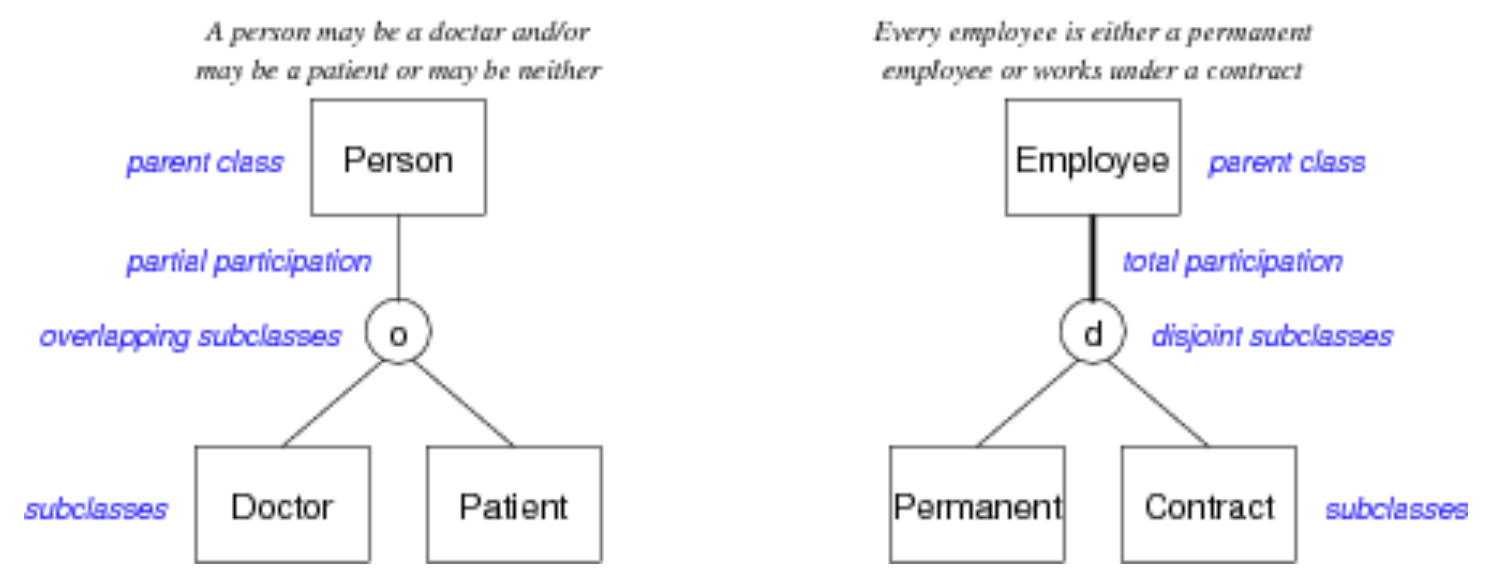 A person may be a doctar and/or
may be a patient or may be neither
parent class
Person
partial participation
overlapping subclasses
o
subclasses
Doctor
Patient
Every employee is either a permanent
employee or works under a contract
Employee
parent class
total participation
d
disjoint subclasses
Permanent
Contract
subclasses